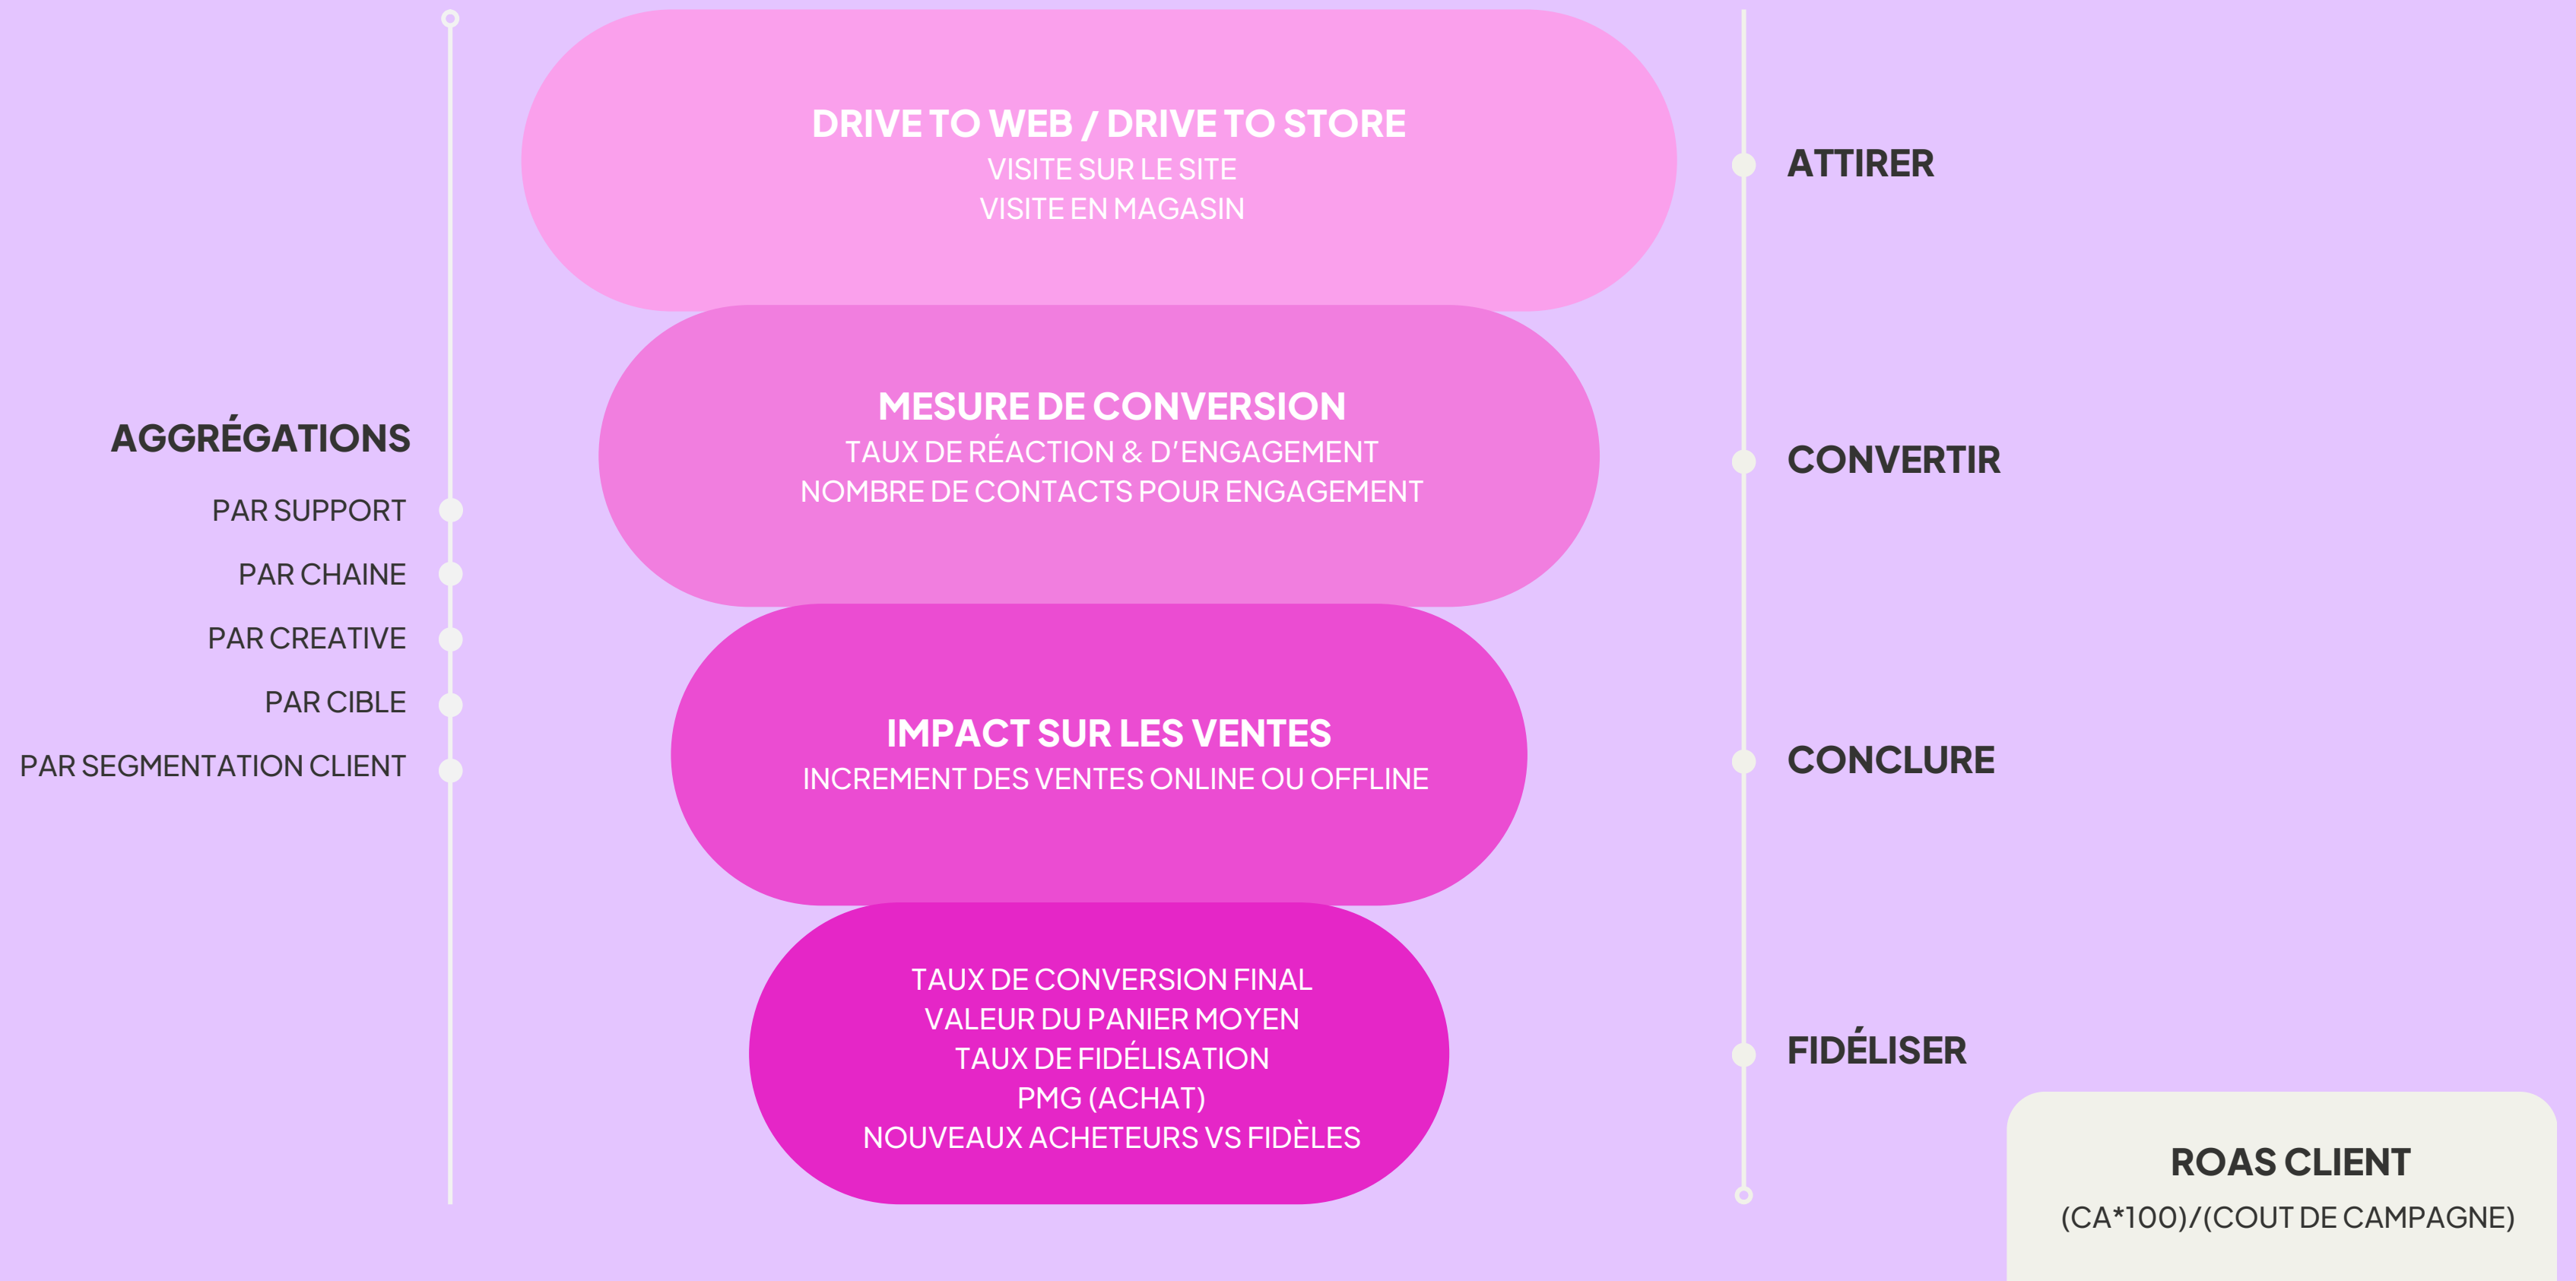 AGGRÉGATIONS
PAR SUPPORT
PAR CHAINE
PAR CREATIVE
PAR CIBLE
PAR SEGMENTATION CLIENT
DRIVE TO WEB / DRIVE TO STORE
VISITE SUR LE SITE
VISITE EN MAGASIN
MESURE DE CONVERSION
TAUX DE RÉACTION & D'ENGAGEMENT
NOMBRE DE CONTACTS POUR ENGAGEMENT
IMPACT SUR LES VENTES
INCREMENT DES VENTES ONLINE OU OFFLINE
TAUX DE CONVERSION FINAL
VALEUR DU PANIER MOYEN
TAUX DE FIDÉLISATION
PMG (ACHAT)
NOUVEAUX ACHETEURS VS FIDÈLES
ATTIRER
CONVERTIR
CONCLURE
FIDÉLISER
ROAS CLIENT
(CA*100)/(COUT DE CAMPAGNE)